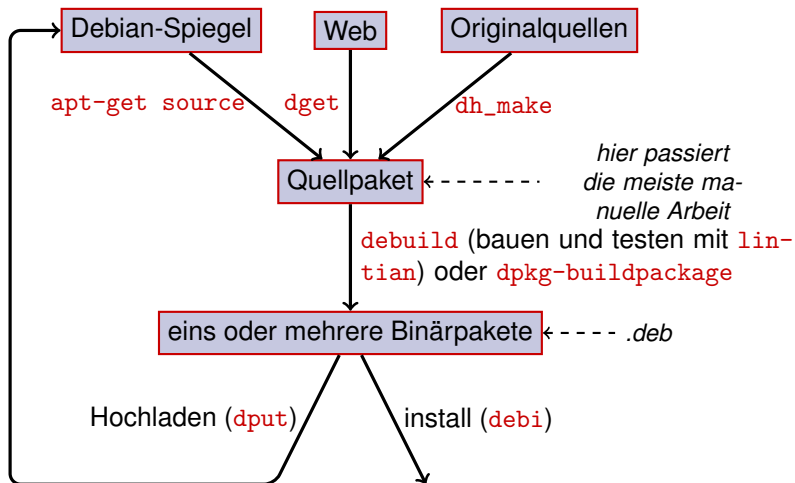 Debian-Spiegel
Web
Originalquellen
apt-get source
dget
dh_make
Quellpaket
hier passiert
die meiste ma-
nuelle Arbeit
debuild (bauen und testen mit lin-
tian) oder dpkg-buildpackage
eins oder mehrere Binärpakete
.deb
Hochladen (dput)
install (debi)